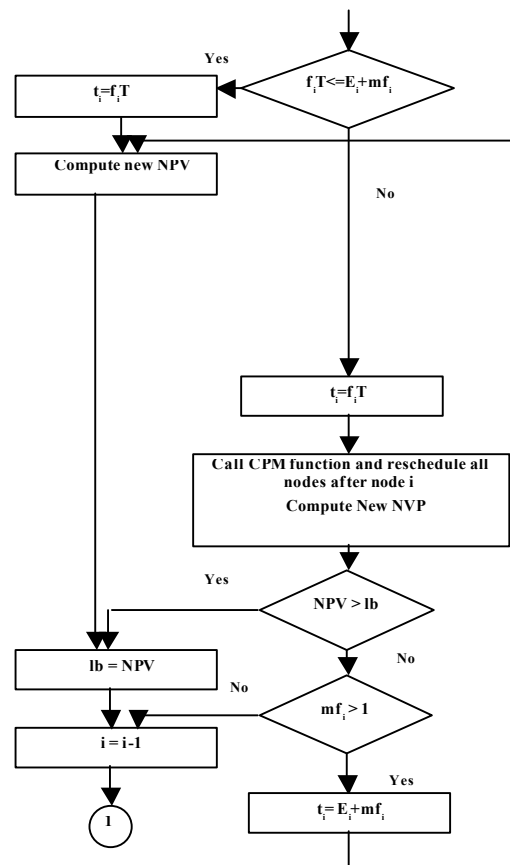 Yes
fᵢT<=Eᵢ+mfᵢ
tᵢ=fᵢT
Compute new NPV
No
tᵢ=fᵢT
Call CPM function and reschedule all
nodes after node i
Compute New NVP
Yes
NPV > lb
lb = NPV
No
No
mfᵢ > 1
i = i-1
Yes
1
tᵢ= Eᵢ+mfᵢ